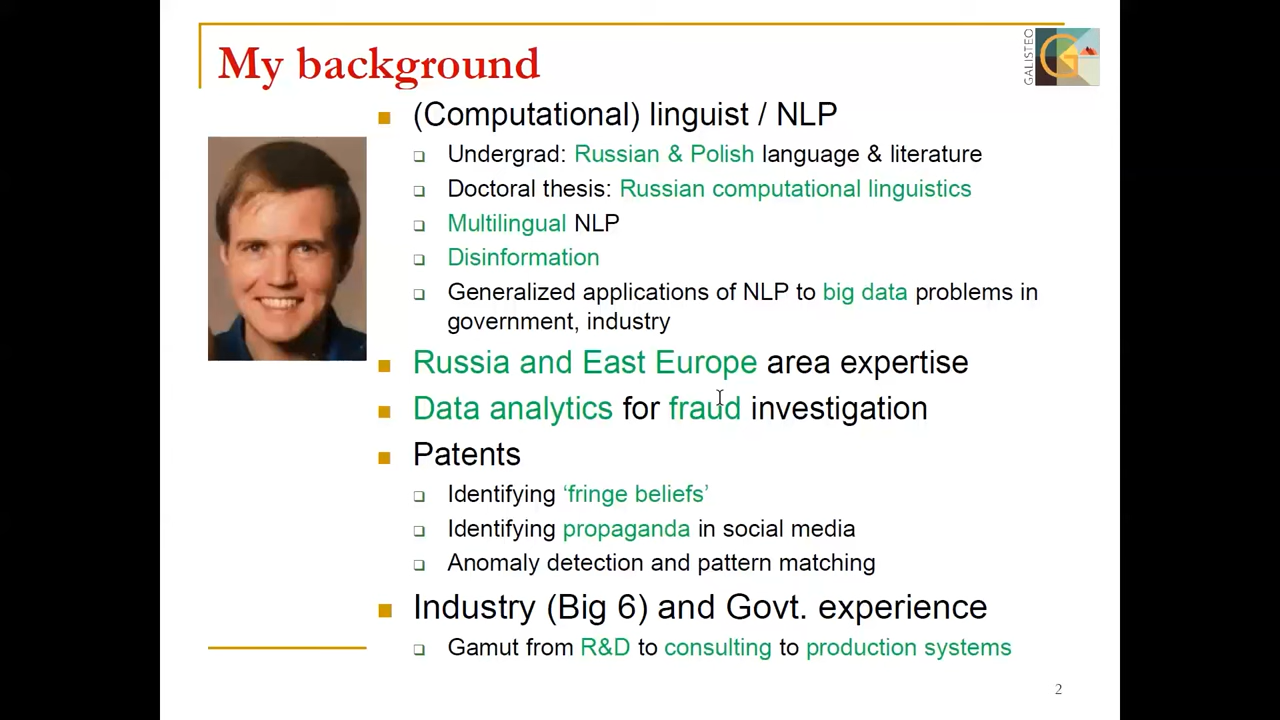 My background
GALISTEO
G
(Computational) linguist / NLP
Undergrad: Russian & Polish language & literature
Doctoral thesis: Russian computational linguistics
Multilingual NLP
Disinformation
Generalized applications of NLP to big data problems in
government, industry
Russia and East Europe area expertise
Data analytics for fraud investigation
Patents
Identifying ‘fringe beliefs’
Identifying propaganda in social media
Anomaly detection and pattern matching
Industry (Big 6) and Govt. experience
Gamut from R&D to consulting to production systems
2